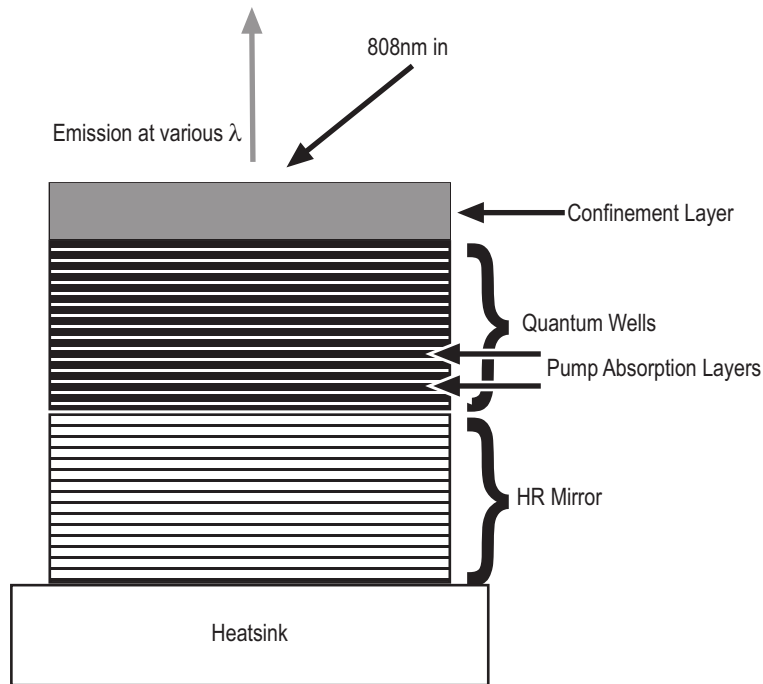 808nm in
Emission at various λ
Confinement Layer
Quantum Wells
Pump Absorption Layers
HR Mirror
Heatsink